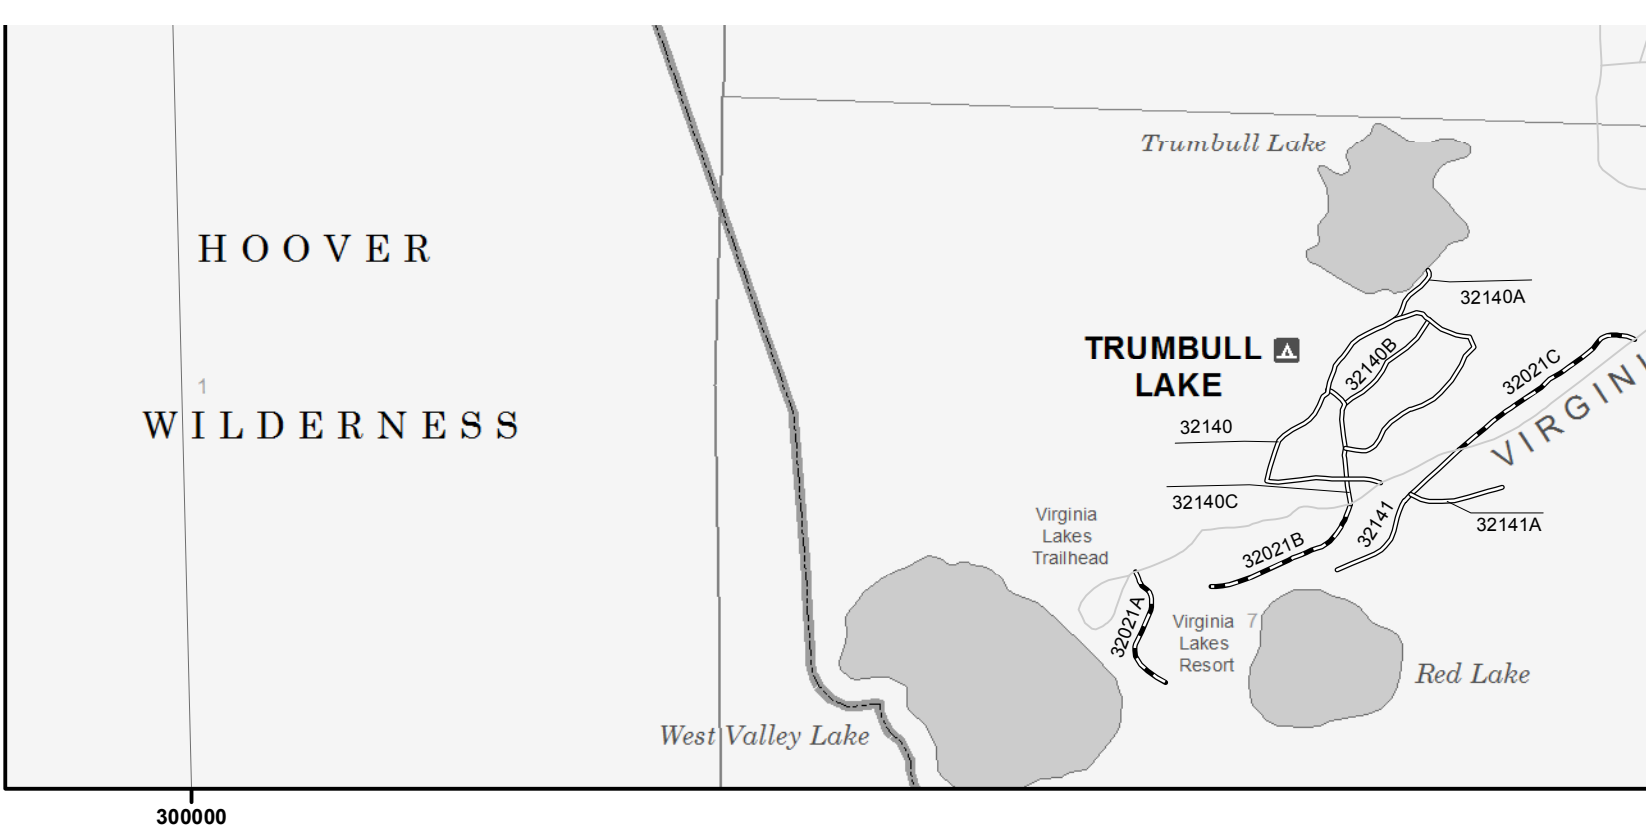 Trumbull Lake
HOOVER
32140A
TRUMBULL
LAKE
32140B
32021C
VIRGINI
1
WILDERNESS
32140
32140C
Virginia
Lakes
Trailhead
32141
32141A
32021B
32021A
Virginia 7
Lakes
Resort
Red Lake
West Valley Lake
300000